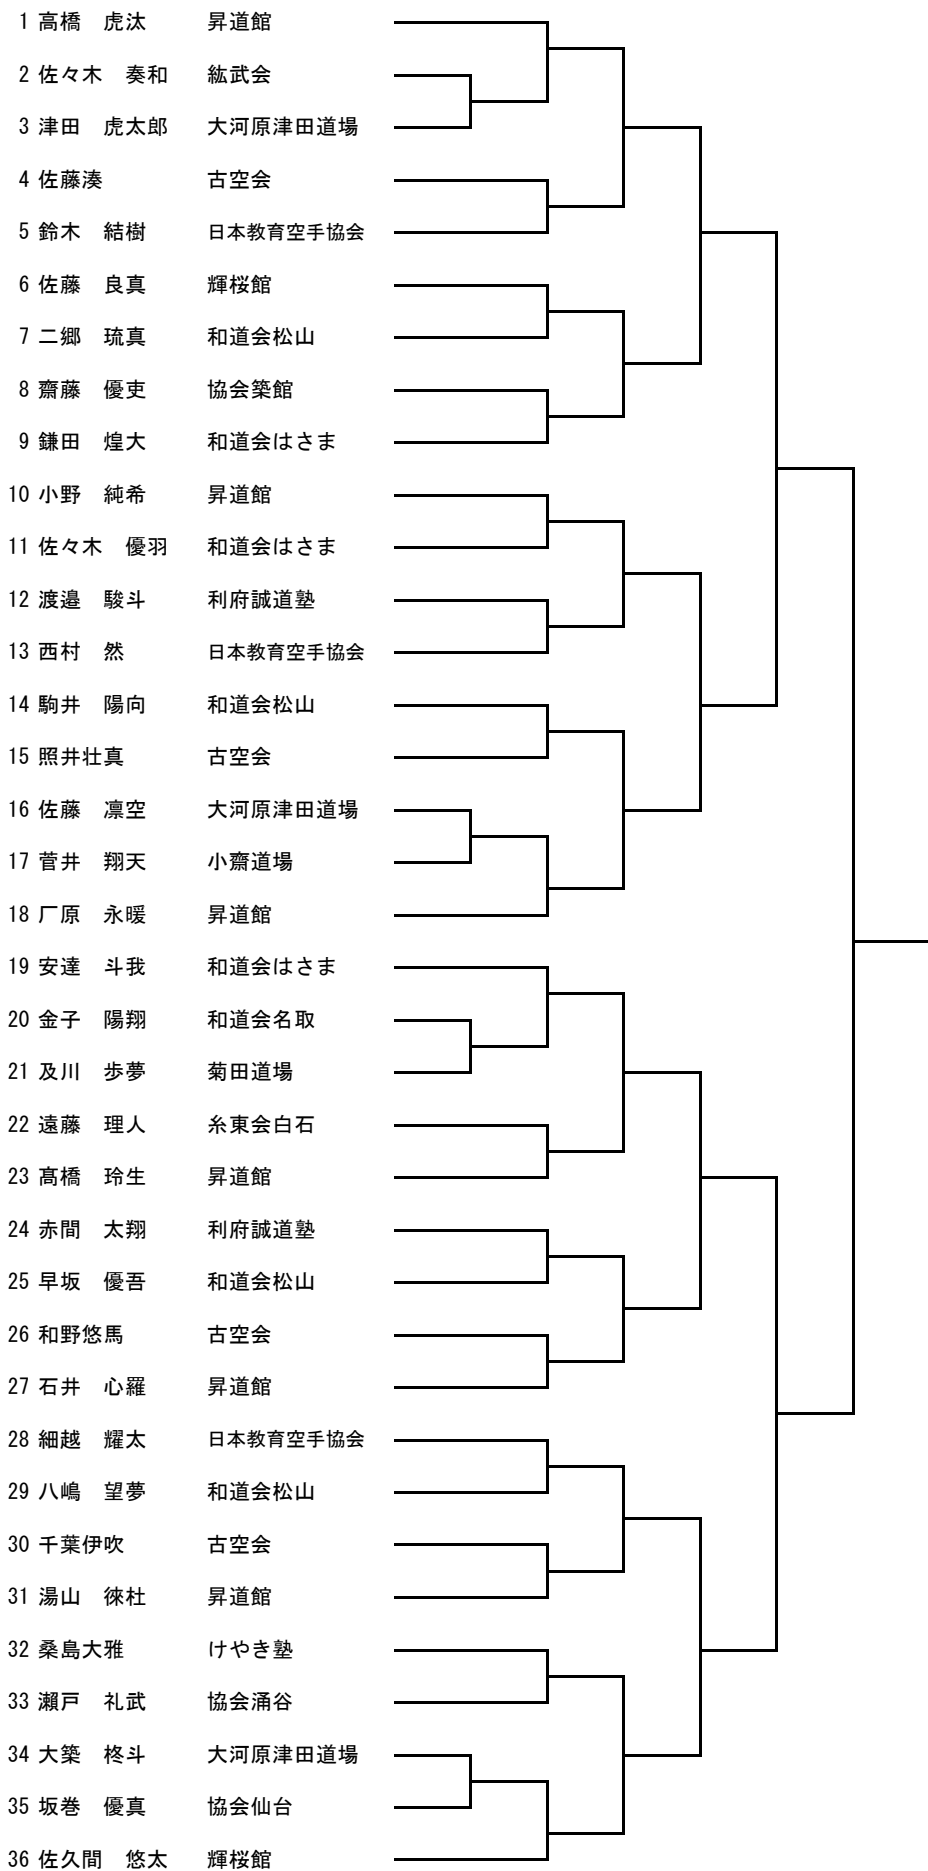 1 高橋　虎汰　昇道館
2 佐々木　奏和　紘武会
3 津田　虎太郎　大河原津田道場
4 佐藤湊　古空会
5 鈴木　結樹　日本教育空手協会
6 佐藤　良真　輝桜館
7 二郷　琉真　和道会松山
8 齋藤　優吏　協会築館
9 鎌田　煌大　和道会はさま
10 小野　純希　昇道館
11 佐々木　優羽　和道会はさま
12 渡邉　駿斗　利府誠道塾
13 西村　然　日本教育空手協会
14 駒井　陽向　和道会松山
15 照井壮真　古空会
16 佐藤　凛空　大河原津田道場
17 菅井　翔天　小齋道場
18 厂原　永暖　昇道館
19 安達　斗我　和道会はさま
20 金子　陽翔　和道会名取
21 及川　歩夢　菊田道場
22 遠藤　理人　糸東会白石
23 髙橋　玲生　昇道館
24 赤間　太翔　利府誠道塾
25 早坂　優吾　和道会松山
26 和野悠馬　古空会
27 石井　心羅　昇道館
28 細越　耀太　日本教育空手協会
29 八嶋　望夢　和道会松山
30 千葉伊吹　古空会
31 湯山　徠杜　昇道館
32 桑島大雅　けやき塾
33 瀬戸　礼武　協会涌谷
34 大築　柊斗　大河原津田道場
35 坂巻　優真　協会仙台
36 佐久間　悠太　輝桜館